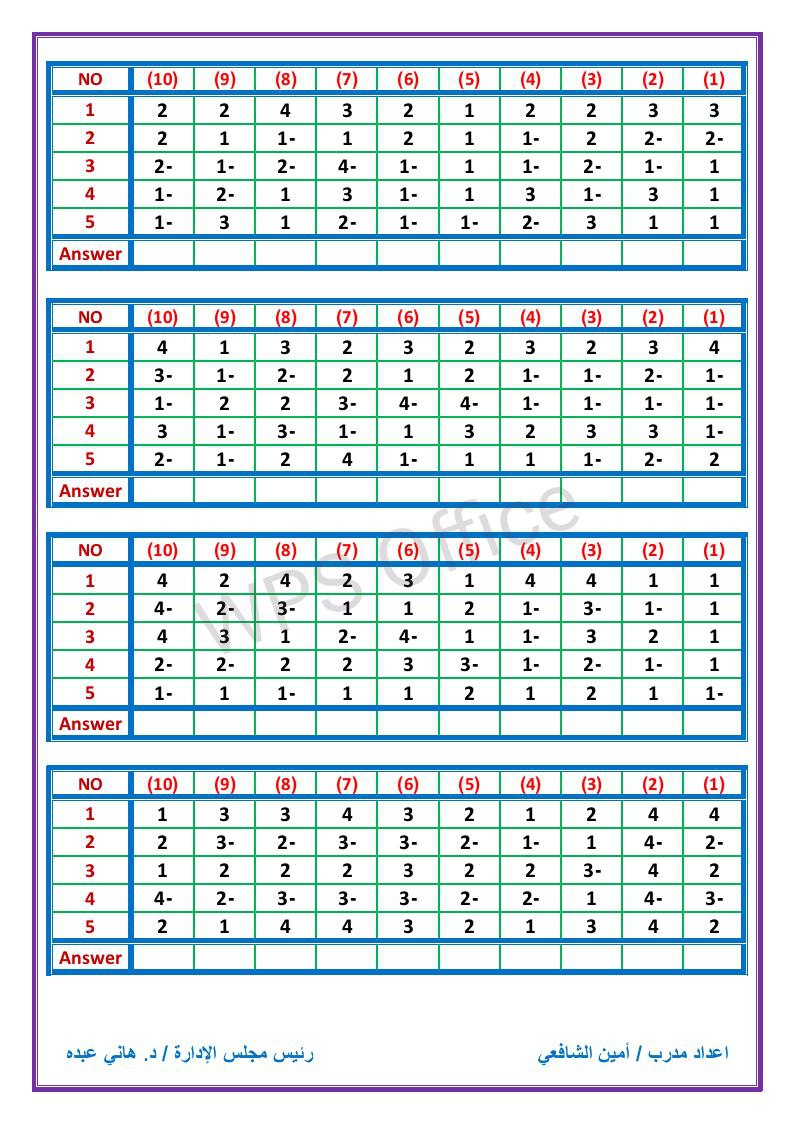 NO (10) (9) (8) (7) (6) (5) (4) (3) (2) (1)
1 2 2 4 3 2 1 2 2 3 3
2 2 1 1- 1 2 1 1- 2 2- 2-
3 2- 1- 2- 4- 1- 1 1- 2- 1- 1
4 1- 2- 1 3 1- 1 3 1- 3 1
5 1- 3 1 2- 1- 1- 2- 3 1 1
Answer
NO (10) (9) (8) (7) (6) (5) (4) (3) (2) (1)
1 4 1 3 2 3 2 3 2 3 4
2 3- 1- 2- 2 1 2 1- 1- 2- 1-
3 1- 2 2 3- 4- 4- 1- 1- 1- 1-
4 3 1- 3- 1- 1 3 2 3 3 1-
5 2- 1- 2 4 1- 1 1 1- 2- 2
Answer
WPS Office
NO (10) (9) (8) (7) (6) (5) (4) (3) (2) (1)
1 4 2 4 2 3 1 4 4 1 1
2 4- 2- 3- 1 1 2 1- 3- 1- 1
3 4 3 1 2- 4- 1 1- 3 2 1
4 2- 2- 2 2 3 3- 1- 2- 1- 1
5 1- 1 1- 1 1 2 1 2 1 1-
Answer
NO (10) (9) (8) (7) (6) (5) (4) (3) (2) (1)
1 1 3 3 4 3 2 1 2 4 4
2 2 3- 2- 3- 3- 2- 1- 1 4- 2-
3 1 2 2 2 3 2 2 3- 4 2
4 4- 2- 3- 3- 3- 2- 2- 1 4- 3-
5 2 1 4 4 3 2 1 3 4 2
Answer
اعداد مدرب / أمين الشافعي رئيس مجلس الإدارة / د. هاني عبده